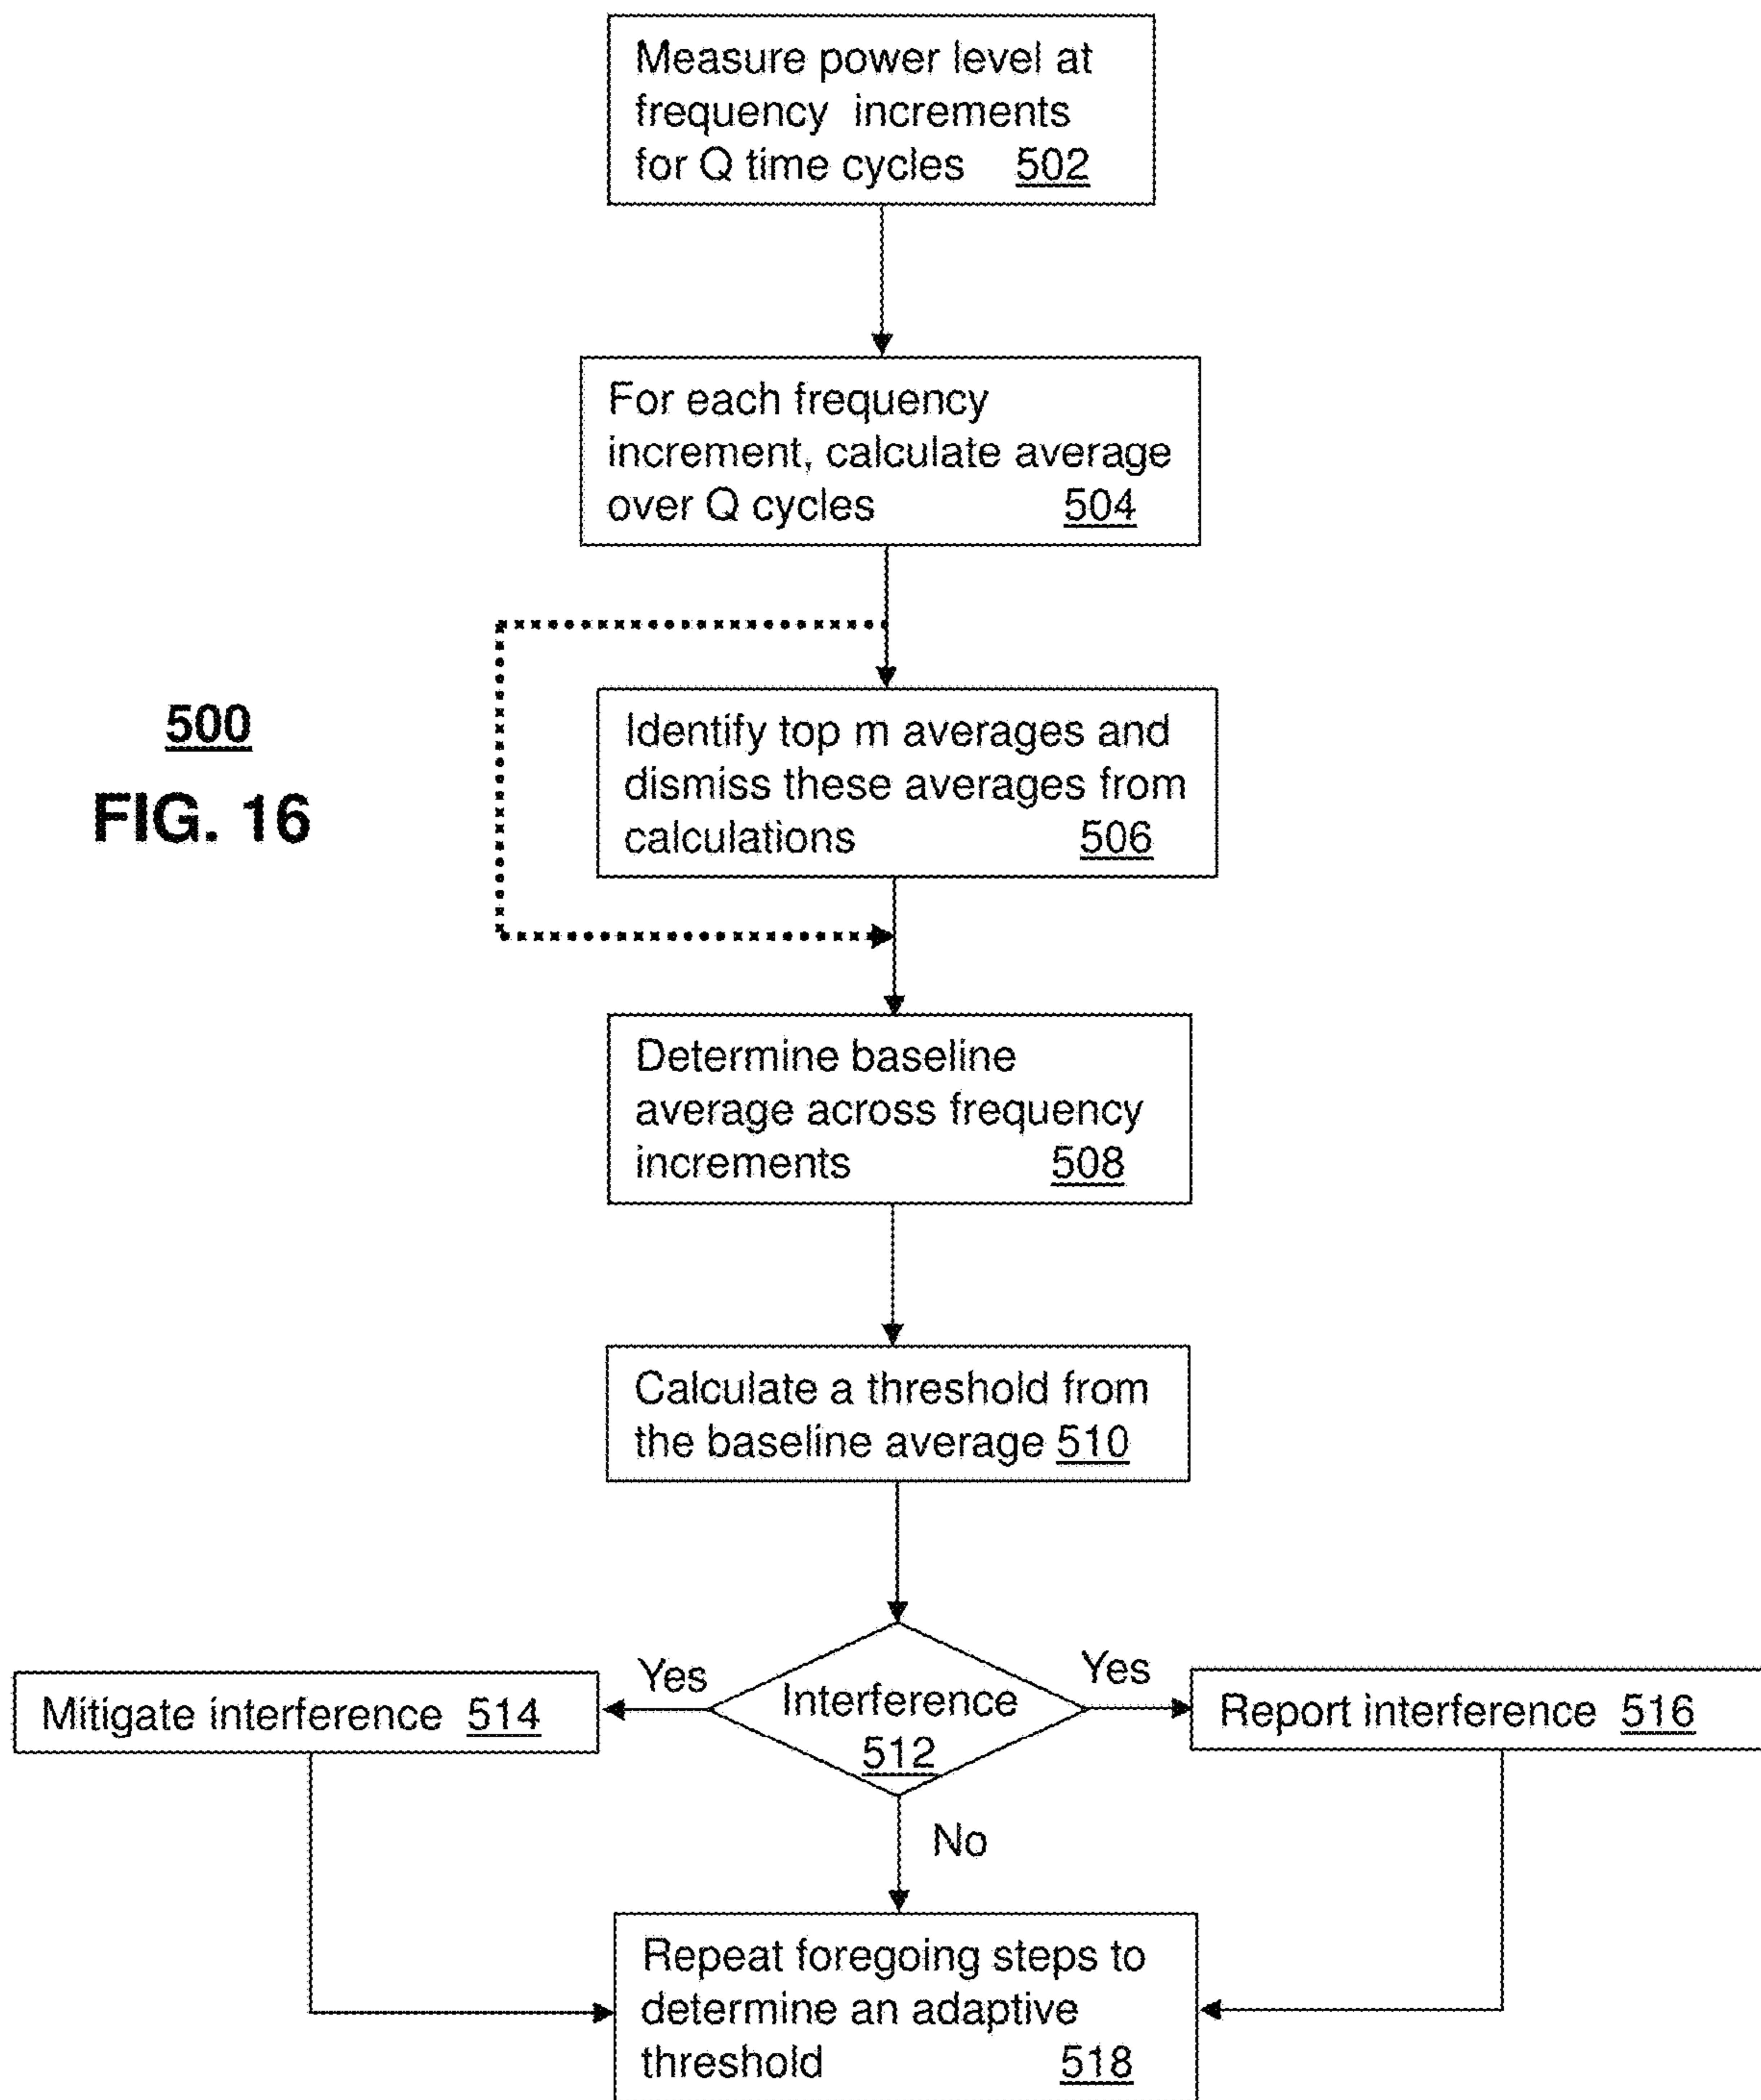 Measure power level at
frequency increments
for Q time cycles 502
For each frequency
increment, calculate average
over Q cycles 504
500
FIG. 16
Identify top m averages and
dismiss these averages from
calculations 506
Determine baseline
average across frequency
increments 508
Calculate a threshold from
the baseline average 510
Yes
Yes
Mitigate interference 514
Interference
512
Report interference 516
No
Repeat foregoing steps to
determine an adaptive
threshold 518